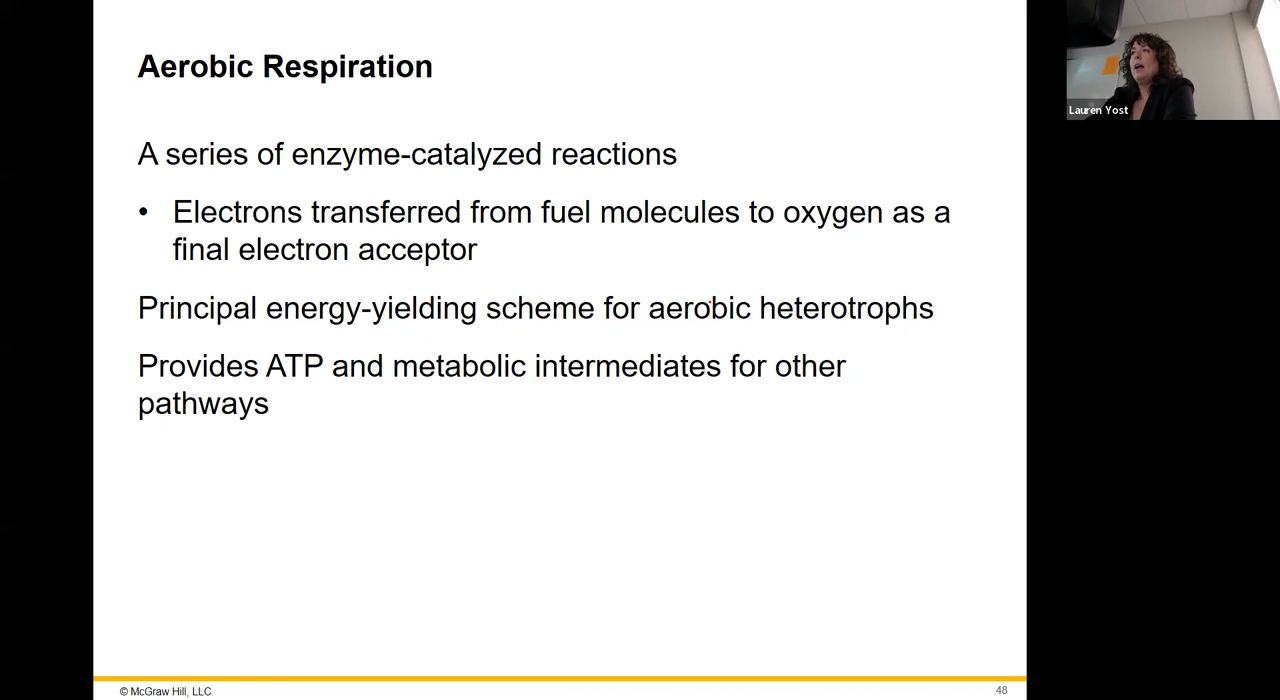 Aerobic Respiration
A series of enzyme-catalyzed reactions
• Electrons transferred from fuel molecules to oxygen as a
final electron acceptor
Principal energy-yielding scheme for aerobic heterotrophs
Provides ATP and metabolic intermediates for other
pathways
© McGraw Hill, LLC
48
Lauren Yost